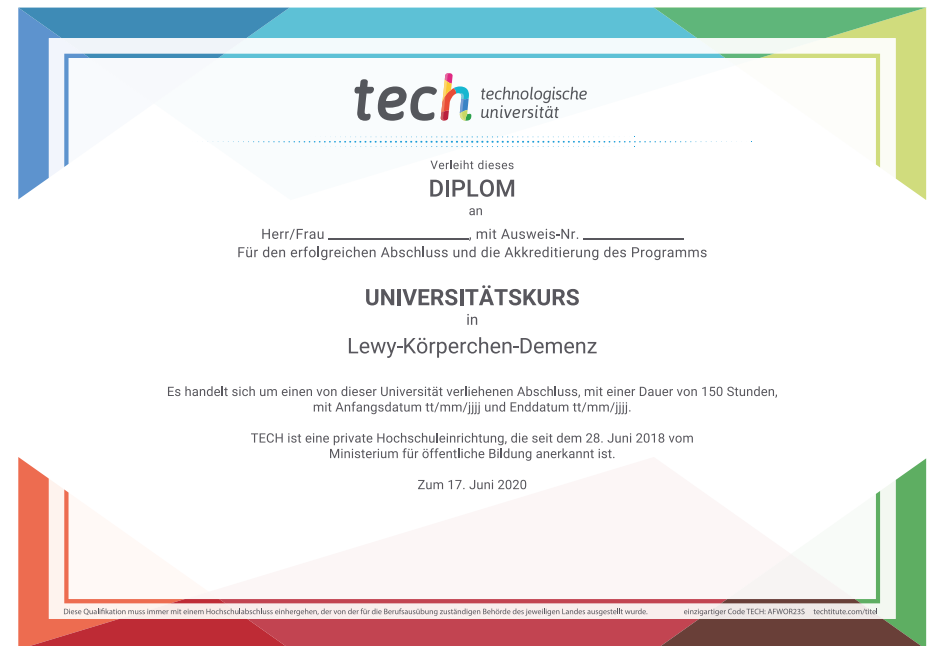 tech technologische
universität
Verleiht dieses
DIPLOM
an
Herr/Frau ____________________, mit Ausweis-Nr. ______________
Für den erfolgreichen Abschluss und die Akkreditierung des Programms
UNIVERSITÄTSKURS
in
Lewy-Körperchen-Demenz
Es handelt sich um einen von dieser Universität verliehenen Abschluss, mit einer Dauer von 150 Stunden,
mit Anfangsdatum tt/mm/jjjj und Enddatum tt/mm/jjjj.
TECH ist eine private Hochschuleinrichtung, die seit dem 28. Juni 2018 vom
Ministerium für öffentliche Bildung anerkannt ist.
Zum 17. Juni 2020
Diese Qualifikation muss immer mit einem Hochschulabschluss einhergehen, der von der für die Berufsausübung zuständigen Behörde des jeweiligen Landes ausgestellt wurde. einzigartiger Code TECH: AFWOR23S techtitute.com/titel